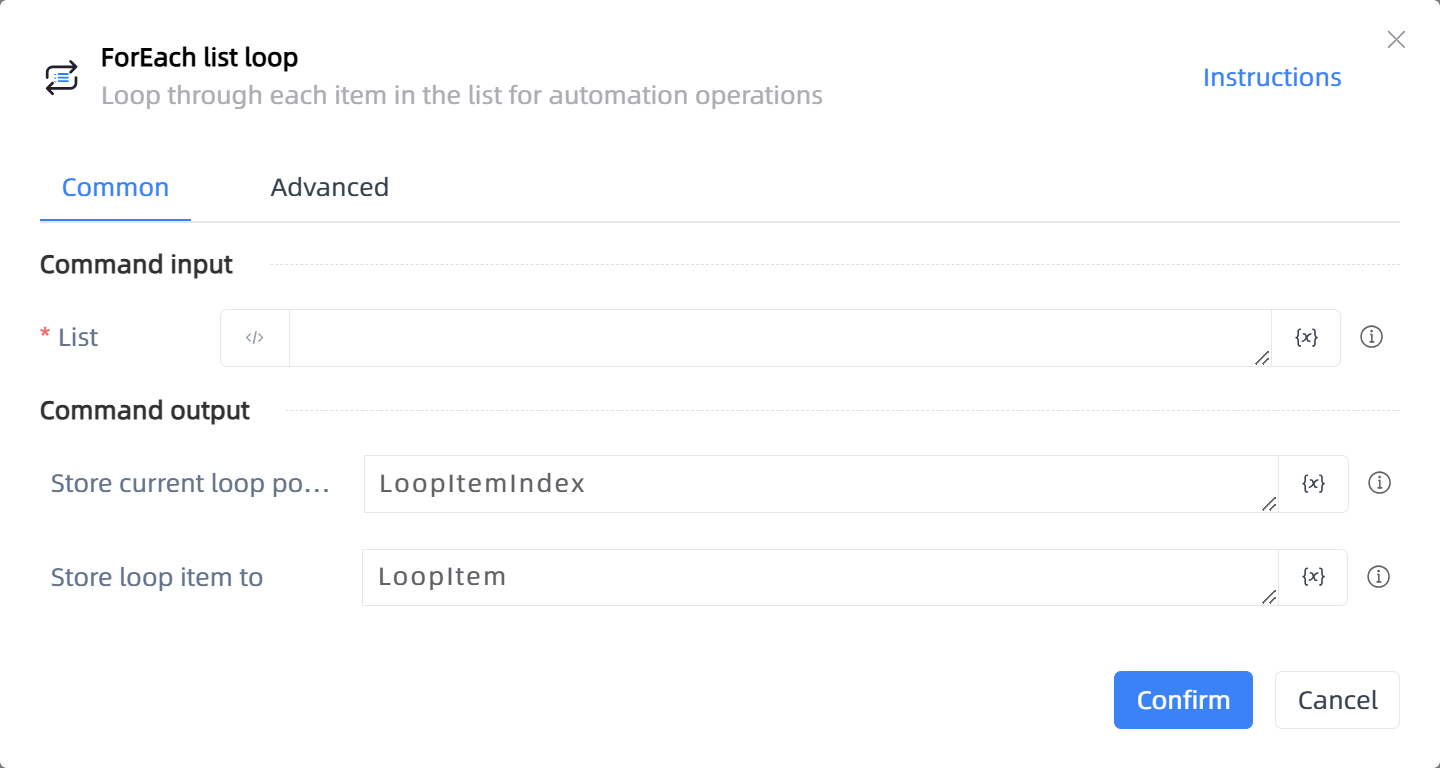 ForEach list loop
Loop through each item in the list for automation operations
Instructions
Common
Advanced
Command input
* List
</>
{x}
Command output
Store current loop po...
LoopItemIndex
{x}
Store loop item to
LoopItem
{x}
Confirm
Cancel